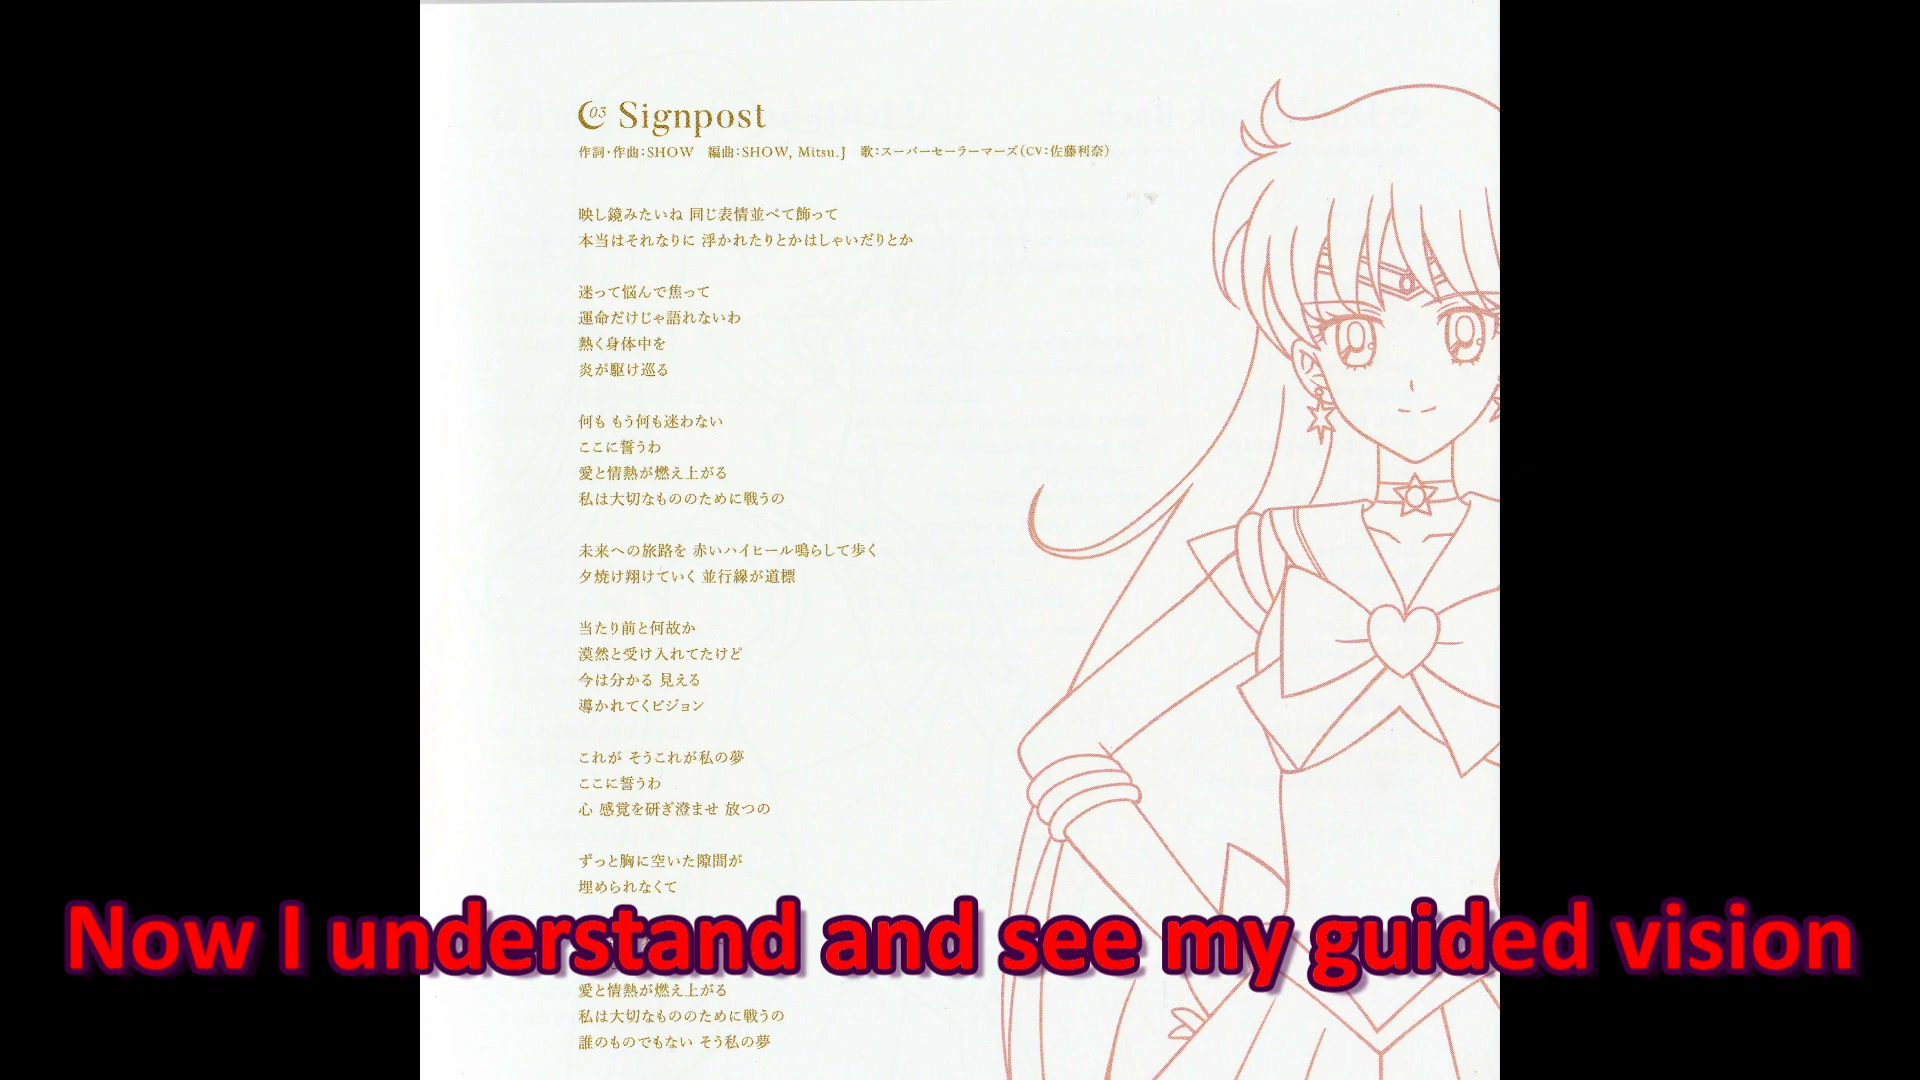 03 Signpost
作詞・作曲:SHOW 編曲:SHOW, Mitsu.J 歌:スーパーセーラーマーズ(CV:佐藤利奈)
映し鏡みたいね 同じ表情並べて飾って
本当はそれなりに 浮かれたりとかはしゃいだりとか
迷って悩んで焦って
運命だけじゃ語れないわ
熱く身体中を
炎が駆け巡る
何も もう何も迷わない
ここに誓うわ
愛と情熱が燃え上がる
私は大切なもののために戦うの
未来への旅路を 赤いハイヒール鳴らして歩く
夕焼け翔けていく 並行線が道標
当たり前と何故か
漠然と受け入れてたけど
今は分かる 見える
導かれてくビジョン
これが そうこれが私の夢
ここに誓うわ
心 感覚を研ぎ澄ませ 放つの
ずっと胸に空いた隙間が
埋められなくて
Now I understand and see my guided vision
愛と情熱が燃え上がる
私は大切なもののために戦うの
誰のものでもない そう私の夢